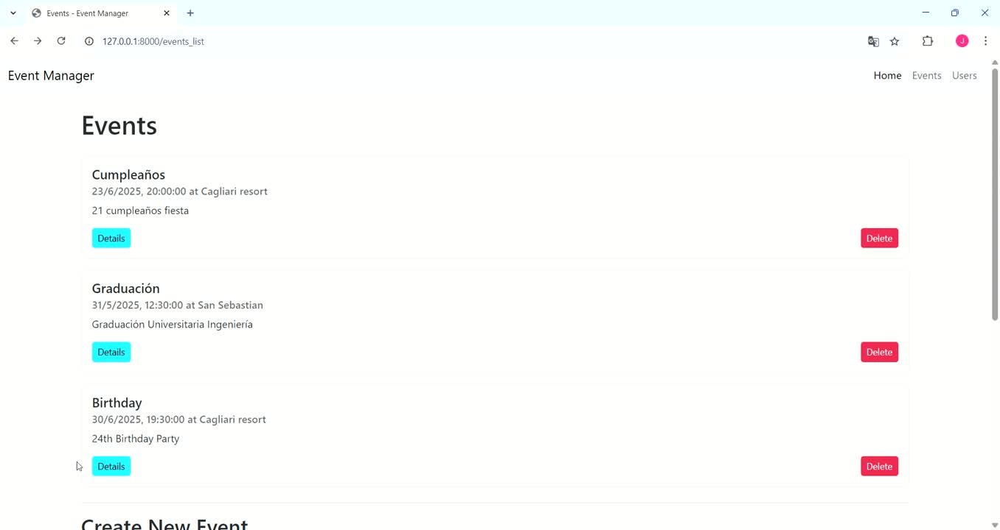 Events - Event Manager
127.0.0.1:8000/events_list
J
Event Manager
Home Events Users
Events
Cumpleaños
23/6/2025, 20:00:00 at Cagliari resort
21 cumpleaños fiesta
Details Delete
Graduación
31/5/2025, 12:30:00 at San Sebastian
Graduación Universitaria Ingeniería
Details Delete
Birthday
30/6/2025, 19:30:00 at Cagliari resort
24th Birthday Party
Details Delete
Create New Event